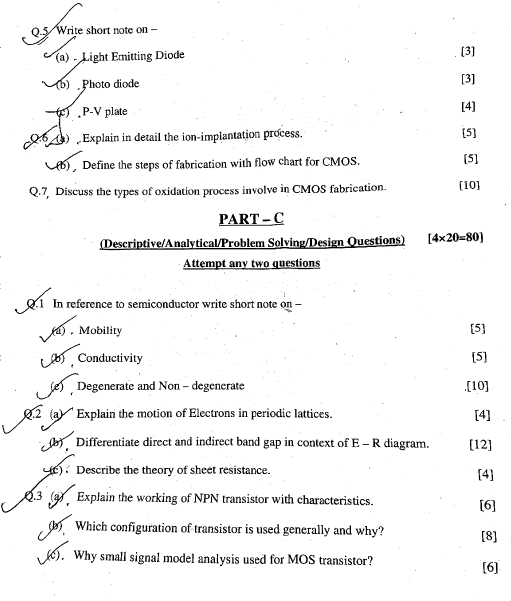 Q.5 Write short note on –
(a) . Light Emitting Diode [3]
(b) . Photo diode [3]
(c) . P-V plate [4]
Q.6 (a) . Explain in detail the ion-implantation process. [5]
(b) . Define the steps of fabrication with flow chart for CMOS. [5]
Q.7. Discuss the types of oxidation process involve in CMOS fabrication. [10]
PART – C
(Descriptive/Analytical/Problem Solving/Design Questions) [4×20=80]
Attempt any two questions
Q.1 In reference to semiconductor write short note on –
(a) . Mobility [5]
(b) . Conductivity [5]
(c) . Degenerate and Non – degenerate [10]
Q.2 (a) Explain the motion of Electrons in periodic lattices. [4]
(b) . Differentiate direct and indirect band gap in context of E – R diagram. [12]
(c) . Describe the theory of sheet resistance. [4]
Q.3 (a) . Explain the working of NPN transistor with characteristics. [6]
(b) . Which configuration of transistor is used generally and why? [8]
(c) . Why small signal model analysis used for MOS transistor? [6]